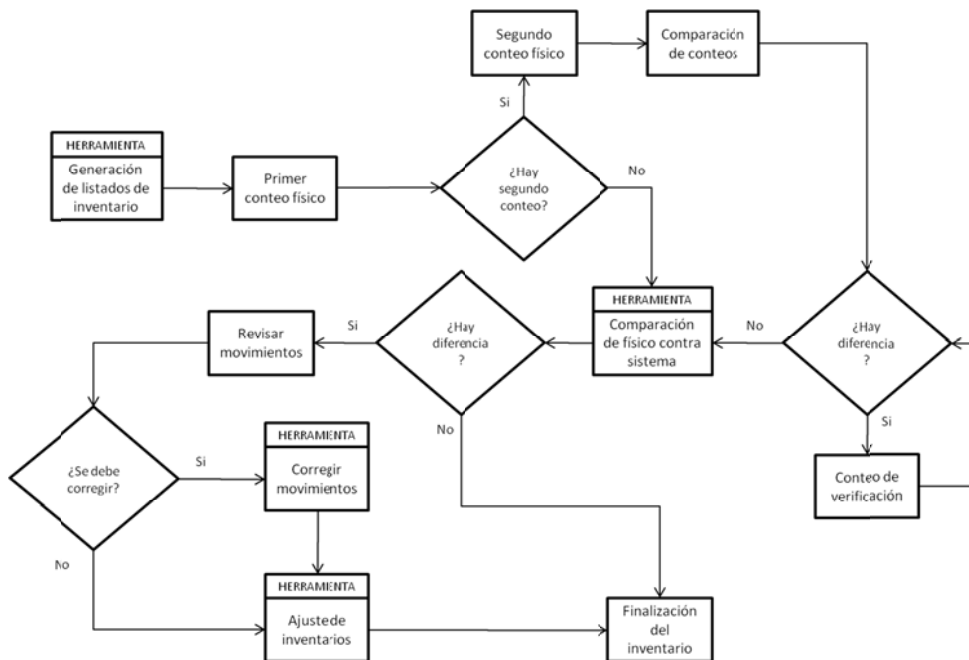 Segundo
conteo físico
Comparación
de conteos
Si
HERRAMIENTA
Generación
de listados de
inventario
Primer
conteo físico
¿Hay
segundo
conteo?
No
HERRAMIENTA
Comparación
de físico contra
sistema
No
¿Hay
diferencia
?
Si
Conteo de
verificación
¿Hay
diferencia
?
Si
No
Revisar
movimientos
¿Se debe
corregir?
Si
No
HERRAMIENTA
Corregir
movimientos
HERRAMIENTA
Ajuste de
inventarios
Finalización
del
inventario